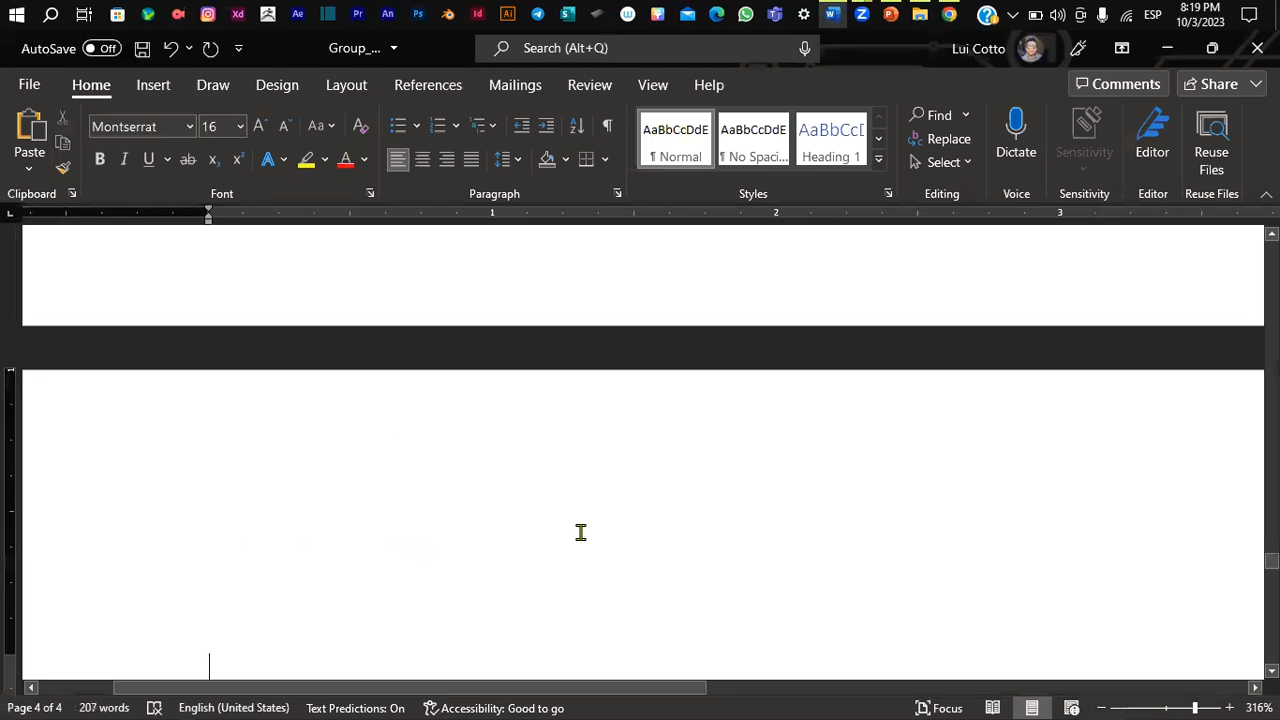 8:19 PM
ESP
10/3/2023
AutoSave Off Group_... Search (Alt+Q) Lui Cotto
File Home Insert Draw Design Layout References Mailings Review View Help Comments Share
Paste Montserrat 16 Aa AaBbCcDdE AaBbCcDdE AaBbCcD Find Replace Select Dictate Sensitivity Editor Reuse Files
¶ Normal ¶ No Spaci... Heading 1
Clipboard Font Paragraph Styles Editing Voice Sensitivity Editor Reuse Files
1 2 3
Page 4 of 4 207 words English (United States) Text Predictions: On Accessibility: Good to go Focus 316%